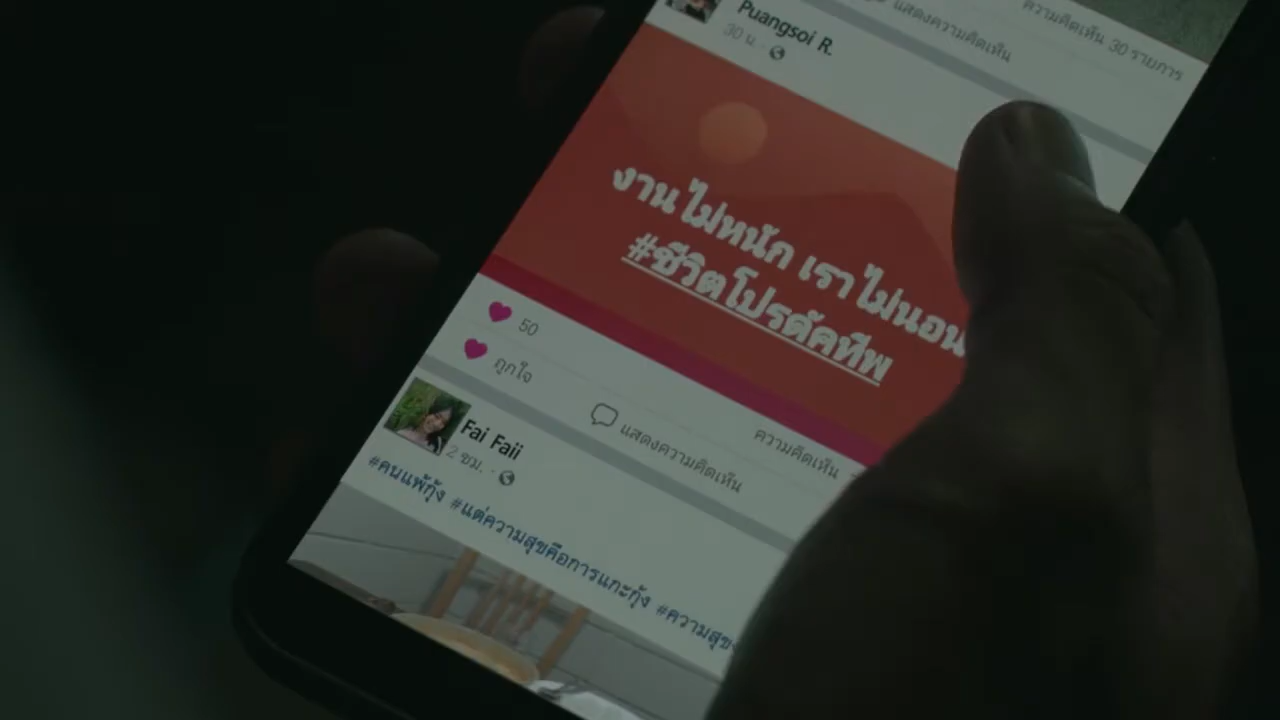 ความคิดเห็น 30 รายการ
แสดงความคิดเห็น
Puangsoi R.
30 น.
งานไม่หนัก เราไม่นอน
#ชีวิตโปรดัคทีพ
50
ถูกใจ
ความคิดเห็น
แสดงความคิดเห็น
Fai Faii
2 ชม.
#คนแพ้กุ้ง #แต่ความสุขคือการแกะกุ้ง #ความสุข